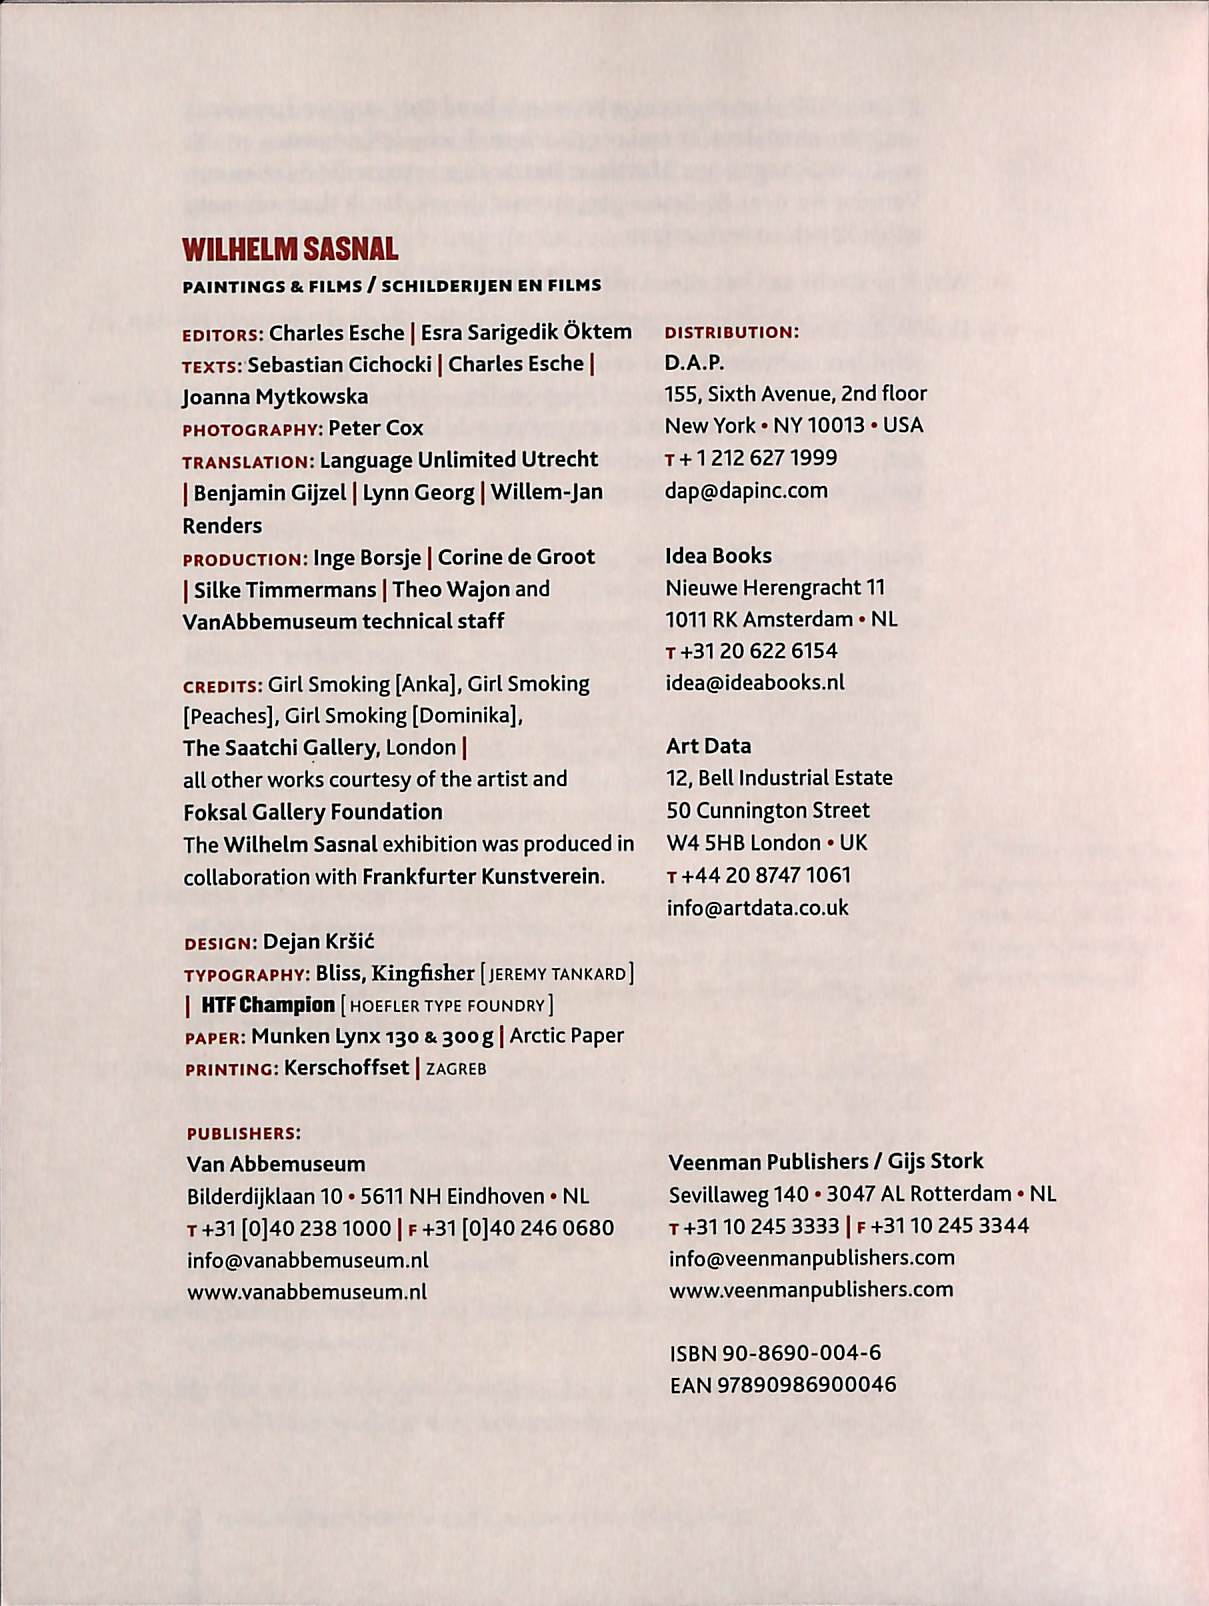 WILHELM SASNAL
PAINTINGS & FILMS / SCHILDERIJEN EN FILMS
EDITORS: Charles Esche | Esra Sarigedik Öktem
TEXTS: Sebastian Cichocki | Charles Esche |
Joanna Mytkowska
PHOTOGRAPHY: Peter Cox
TRANSLATION: Language Unlimited Utrecht
| Benjamin Gijzel | Lynn Georg | Willem-Jan
Renders
PRODUCTION: Inge Borsje | Corine de Groot
| Silke Timmermans | Theo Wajon and
VanAbbemuseum technical staff
CREDITS: Girl Smoking [Anka], Girl Smoking
[Peaches], Girl Smoking [Dominika],
The Saatchi Gallery, London |
all other works courtesy of the artist and
Foksal Gallery Foundation
The Wilhelm Sasnal exhibition was produced in
collaboration with Frankfurter Kunstverein.
DESIGN: Dejan Kršić
TYPOGRAPHY: Bliss, Kingfisher [JEREMY TANKARD]
| HTF Champion [HOEFLER TYPE FOUNDRY]
PAPER: Munken Lynx 130 & 300g | Arctic Paper
PRINTING: Kerschoffset | ZAGREB
DISTRIBUTION:
D.A.P.
155, Sixth Avenue, 2nd floor
New York • NY 10013 • USA
T + 1 212 627 1999
dap@dapinc.com
Idea Books
Nieuwe Herengracht 11
1011 RK Amsterdam • NL
T +31 20 622 6154
idea@ideabooks.nl
Art Data
12, Bell Industrial Estate
50 Cunnington Street
W4 5HB London • UK
T +44 20 8747 1061
info@artdata.co.uk
PUBLISHERS:
Van Abbemuseum
Bilderdijklaan 10 • 5611 NH Eindhoven • NL
T +31 [0]40 238 1000 | F +31 [0]40 246 0680
info@vanabbemuseum.nl
www.vanabbemuseum.nl
Veenman Publishers / Gijs Stork
Sevillaweg 140 • 3047 AL Rotterdam • NL
T +31 10 245 3333 | F +31 10 245 3344
info@veenmanpublishers.com
www.veenmanpublishers.com
ISBN 90-8690-004-6
EAN 97890986900046